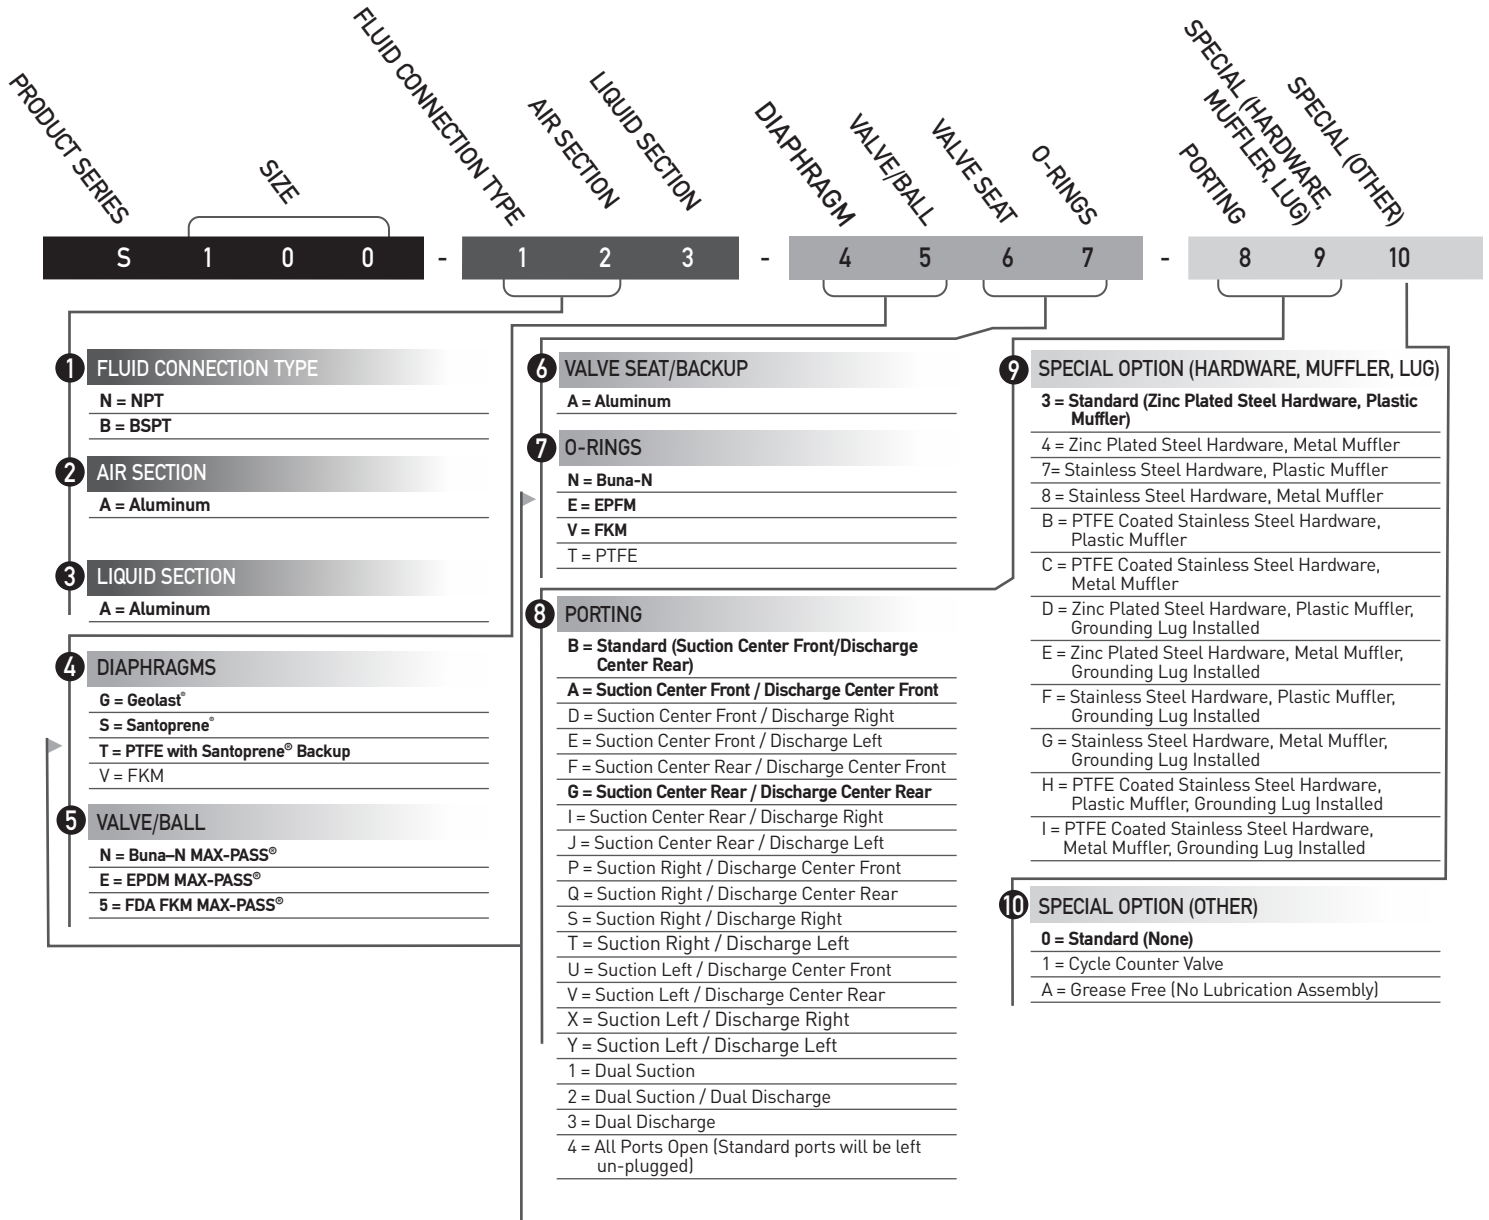 PRODUCT SERIES
SIZE
FLUID CONNECTION TYPE
AIR SECTION
LIQUID SECTION
DIAPHRAGM
VALVE/BALL
VALVE SEAT
O-RINGS
PORTING
SPECIAL (HARDWARE,
MUFFLER, LUG)
SPECIAL (OTHER)
S 1 0 0 - 1 2 3 - 4 5 6 7 - 8 9 10
1 FLUID CONNECTION TYPE
N = NPT
B = BSPT
2 AIR SECTION
A = Aluminum
3 LIQUID SECTION
A = Aluminum
4 DIAPHRAGMS
G = Geolast®
S = Santoprene®
T = PTFE with Santoprene® Backup
V = FKM
5 VALVE/BALL
N = Buna–N MAX-PASS®
E = EPDM MAX-PASS®
5 = FDA FKM MAX-PASS®
6 VALVE SEAT/BACKUP
A = Aluminum
7 O-RINGS
N = Buna-N
E = EPFM
V = FKM
T = PTFE
8 PORTING
B = Standard (Suction Center Front/Discharge
Center Rear)
A = Suction Center Front / Discharge Center Front
D = Suction Center Front / Discharge Right
E = Suction Center Front / Discharge Left
F = Suction Center Rear / Discharge Center Front
G = Suction Center Rear / Discharge Center Rear
I = Suction Center Rear / Discharge Right
J = Suction Center Rear / Discharge Left
P = Suction Right / Discharge Center Front
Q = Suction Right / Discharge Center Rear
S = Suction Right / Discharge Right
T = Suction Right / Discharge Left
U = Suction Left / Discharge Center Front
V = Suction Left / Discharge Center Rear
X = Suction Left / Discharge Right
Y = Suction Left / Discharge Left
1 = Dual Suction
2 = Dual Suction / Dual Discharge
3 = Dual Discharge
4 = All Ports Open (Standard ports will be left
un-plugged)
9 SPECIAL OPTION (HARDWARE, MUFFLER, LUG)
3 = Standard (Zinc Plated Steel Hardware, Plastic
Muffler)
4 = Zinc Plated Steel Hardware, Metal Muffler
7= Stainless Steel Hardware, Plastic Muffler
8 = Stainless Steel Hardware, Metal Muffler
B = PTFE Coated Stainless Steel Hardware,
Plastic Muffler
C = PTFE Coated Stainless Steel Hardware,
Metal Muffler
D = Zinc Plated Steel Hardware, Plastic Muffler,
Grounding Lug Installed
E = Zinc Plated Steel Hardware, Metal Muffler,
Grounding Lug Installed
F = Stainless Steel Hardware, Plastic Muffler,
Grounding Lug Installed
G = Stainless Steel Hardware, Metal Muffler,
Grounding Lug Installed
H = PTFE Coated Stainless Steel Hardware,
Plastic Muffler, Grounding Lug Installed
I = PTFE Coated Stainless Steel Hardware,
Metal Muffler, Grounding Lug Installed
10 SPECIAL OPTION (OTHER)
0 = Standard (None)
1 = Cycle Counter Valve
A = Grease Free (No Lubrication Assembly)